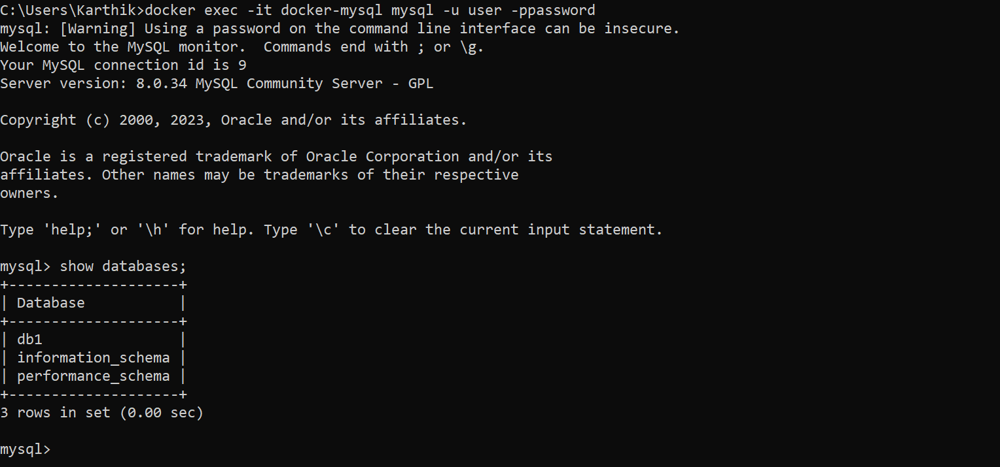 C:\Users\Karthik>docker exec -it docker-mysql mysql -u user -ppassword
mysql: [Warning] Using a password on the command line interface can be insecure.
Welcome to the MySQL monitor.  Commands end with ; or \g.
Your MySQL connection id is 9
Server version: 8.0.34 MySQL Community Server - GPL
Copyright (c) 2000, 2023, Oracle and/or its affiliates.
Oracle is a registered trademark of Oracle Corporation and/or its
affiliates. Other names may be trademarks of their respective
owners.
Type 'help;' or '\h' for help. Type '\c' to clear the current input statement.
mysql> show databases;
+--------------------+
| Database           |
+--------------------+
| db1                |
| information_schema |
| performance_schema |
+--------------------+
3 rows in set (0.00 sec)
mysql>